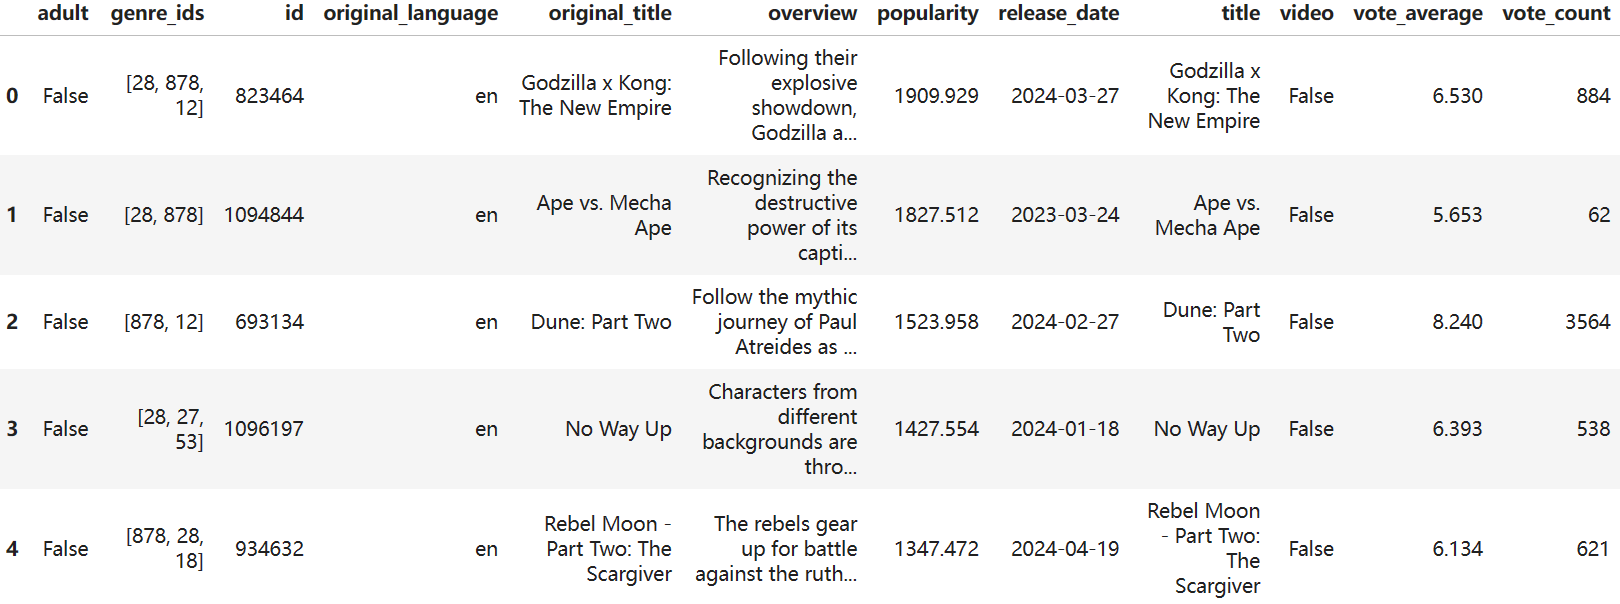 adult genre_ids id original_language original_title overview popularity release_date title video vote_average vote_count
0 False [28, 878, 12] 823464 en Godzilla x Kong: The New Empire Following their explosive showdown, Godzilla a... 1909.929 2024-03-27 Godzilla x Kong: The New Empire False 6.530 884
1 False [28, 878] 1094844 en Ape vs. Mecha Ape Recognizing the destructive power of its capti... 1827.512 2023-03-24 Ape vs. Mecha Ape False 5.653 62
2 False [878, 12] 693134 en Dune: Part Two Follow the mythic journey of Paul Atreides as ... 1523.958 2024-02-27 Dune: Part Two False 8.240 3564
3 False [28, 27, 53] 1096197 en No Way Up Characters from different backgrounds are thro... 1427.554 2024-01-18 No Way Up False 6.393 538
4 False [878, 28, 18] 934632 en Rebel Moon - Part Two: The Scargiver The rebels gear up for battle against the ruth... 1347.472 2024-04-19 Rebel Moon - Part Two: The Scargiver False 6.134 621